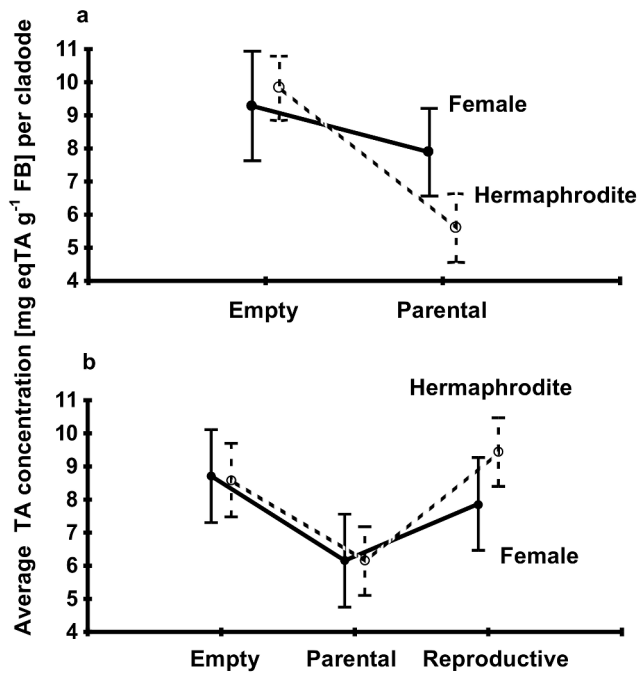 Average TA concentration [mg eqTA g⁻¹ FB] per cladode
a
11
10
9
8
7
6
5
4
Female
Hermaphrodite
Empty Parental
b
11
10
9
8
7
6
5
4
Hermaphrodite
Female
Empty Parental Reproductive